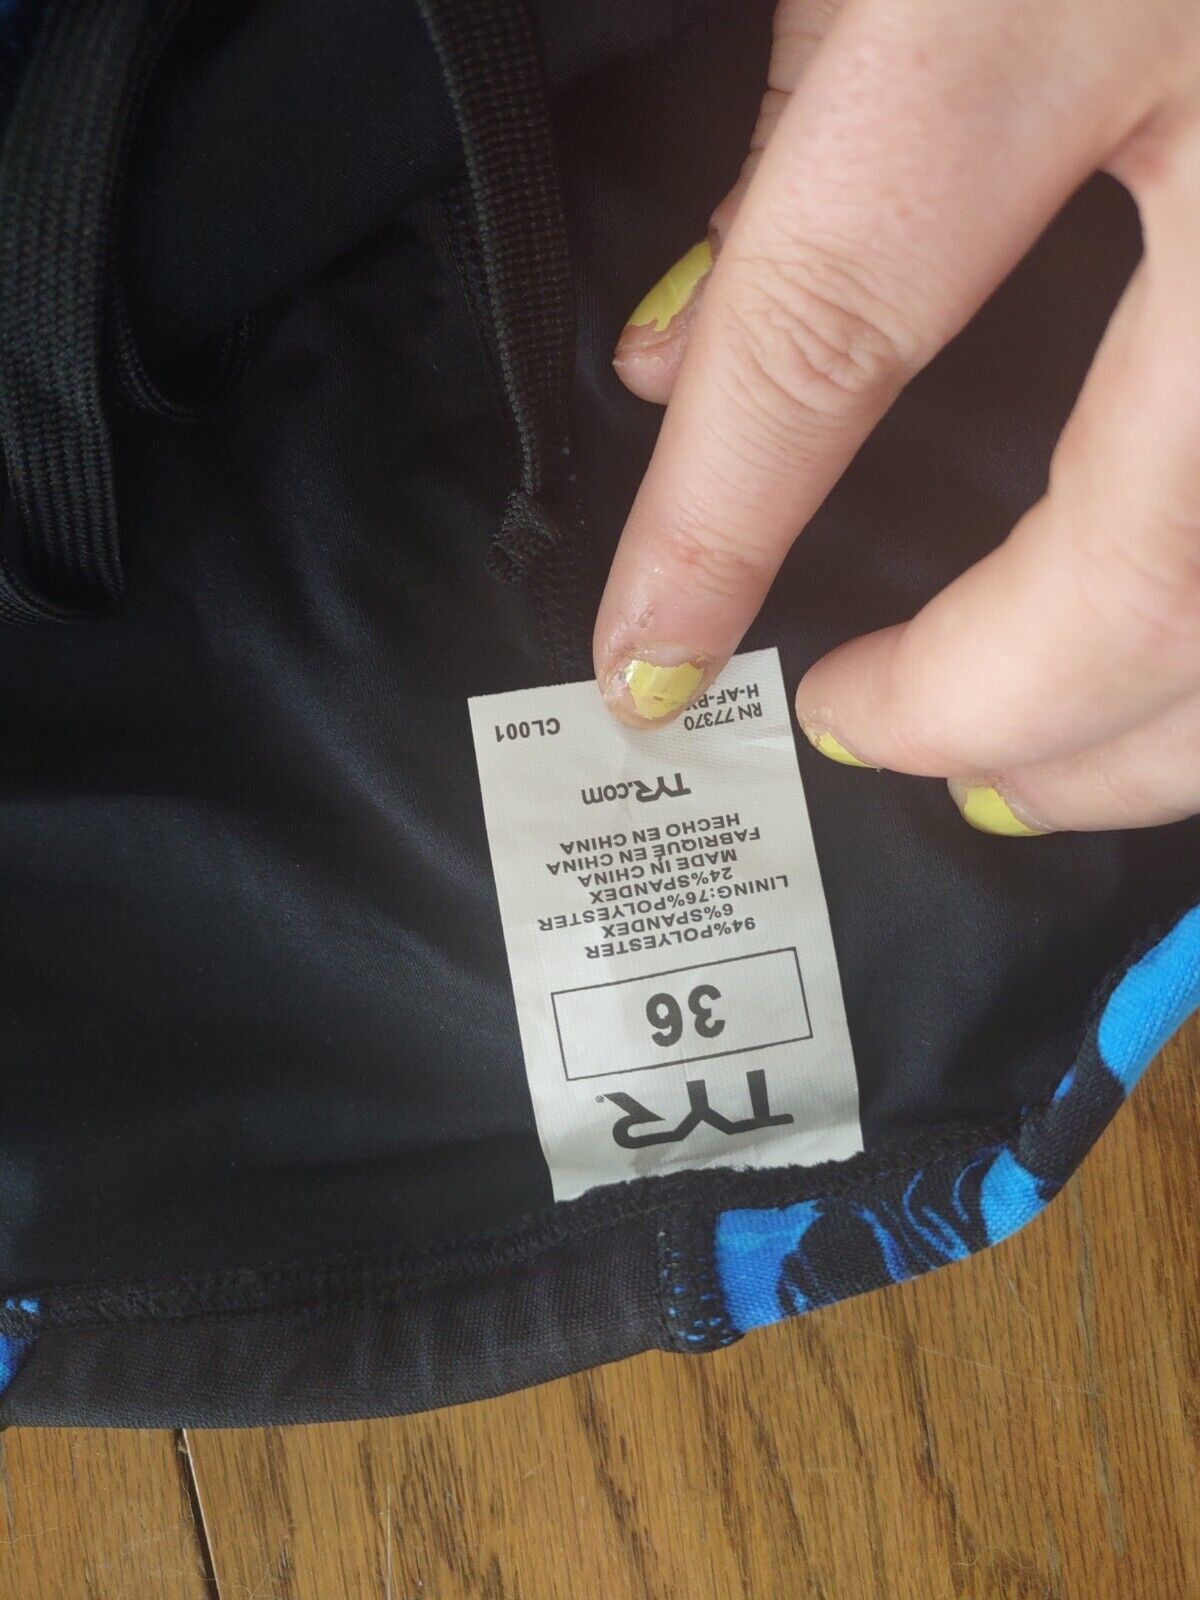 TYR®
36
94%POLYESTER
6%SPANDEX
LINING:76%POLYESTER
24%SPANDEX
MADE IN CHINA
FABRIQUÉ EN CHINA
HECHO EN CHINA
TYR.com
RN 77370
CL001